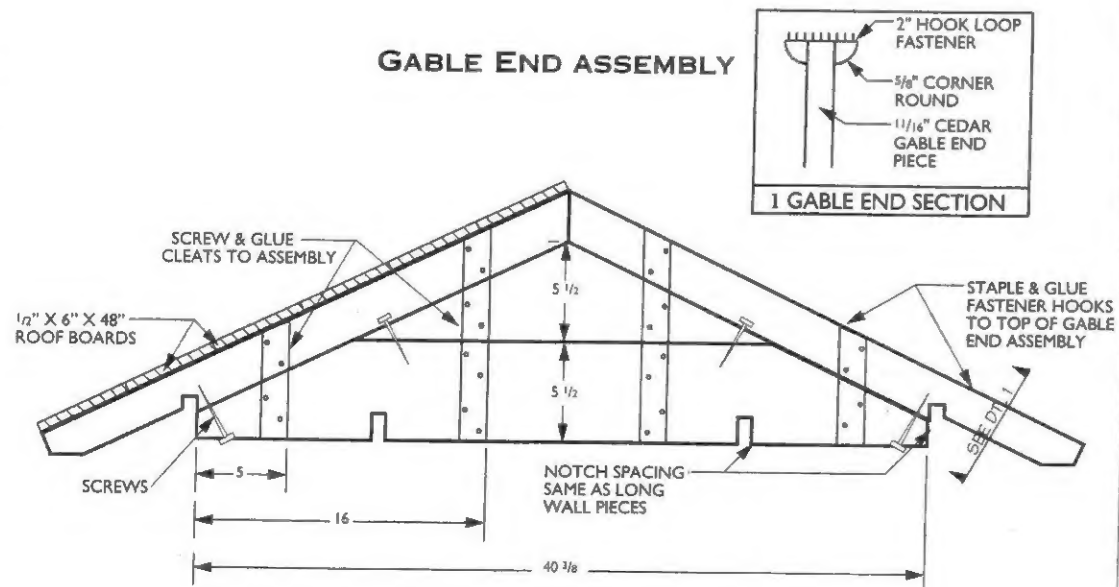 GABLE END ASSEMBLY
2" HOOK LOOP
FASTENER
5/8" CORNER
ROUND
11/16" CEDAR
GABLE END
PIECE
1 GABLE END SECTION
SCREW & GLUE
CLEATS TO ASSEMBLY
1/2" X 6" X 48"
ROOF BOARDS
5 1/2
5 1/2
STAPLE & GLUE
FASTENER HOOKS
TO TOP OF GABLE
END ASSEMBLY
SEE DTL 1
SCREWS
5
NOTCH SPACING
SAME AS LONG
WALL PIECES
16
40 3/8